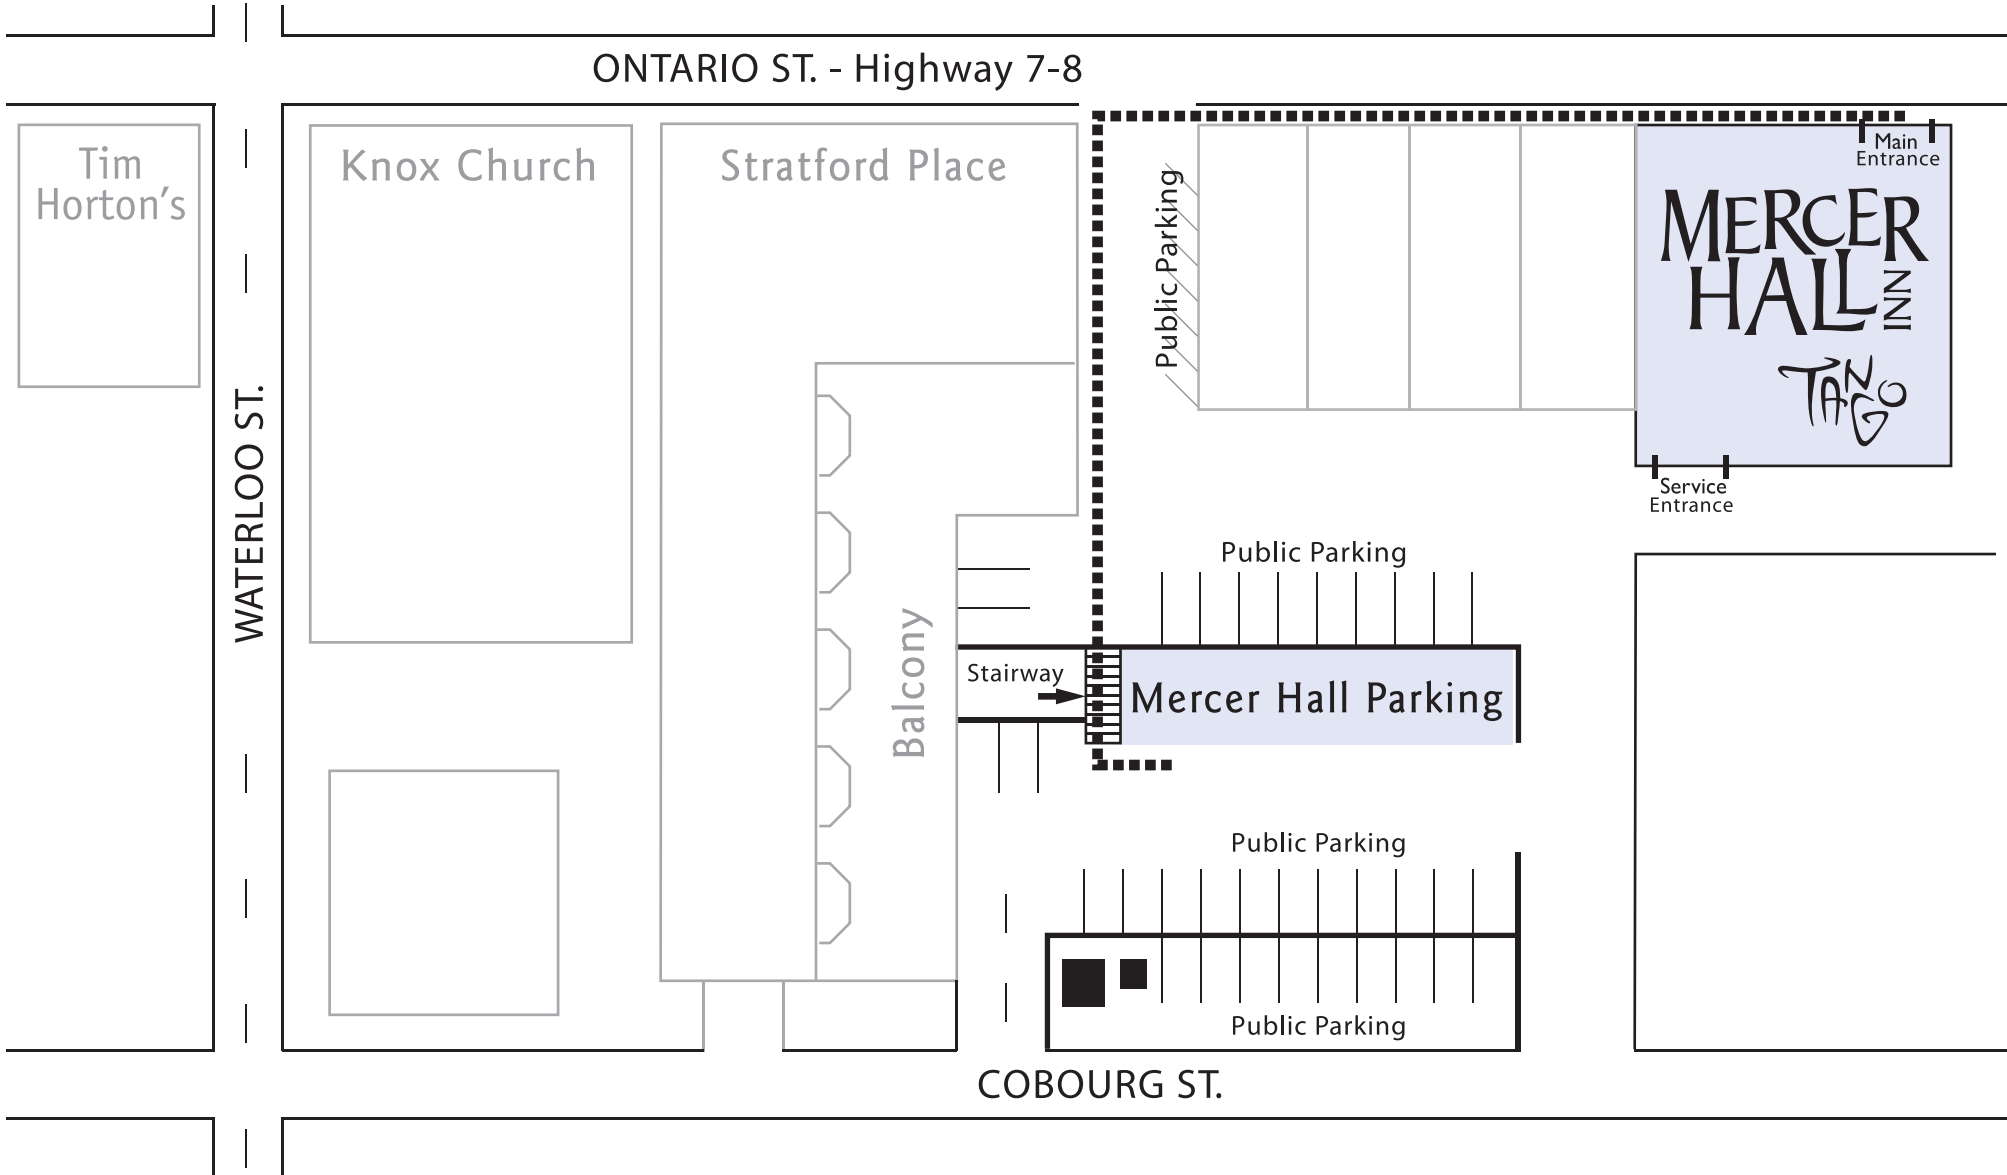 ONTARIO ST. - Highway 7-8
Tim
Horton's
Knox Church
Stratford Place
Public Parking
Main
Entrance
MERCER
HALL INN
TANGO
WATERLOO ST.
Service
Entrance
Public Parking
Balcony
Stairway
Mercer Hall Parking
Public Parking
Public Parking
COBOURG ST.